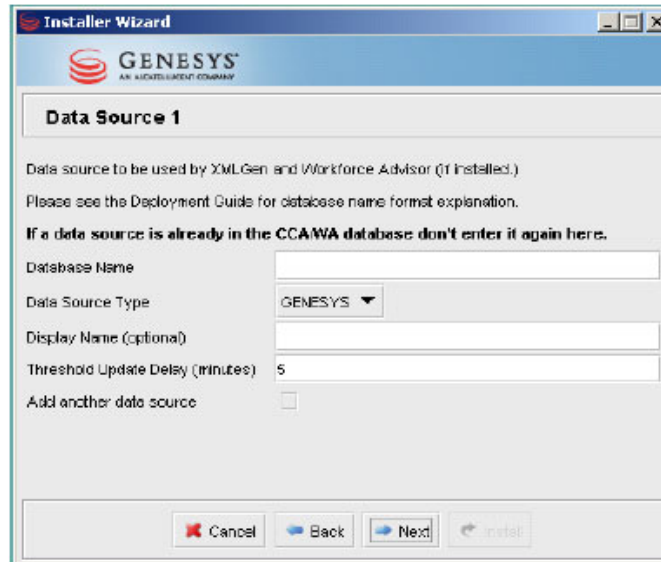 Installer Wizard
GENESYS
AN ALCATEL-LUCENT COMPANY
Data Source 1
Data source to be used by XMLGen and Workforce Advisor (if installed.)
Please see the Deployment Guide for database name format explanation.
If a data source is already in the CCA/WA database don't enter it again here.
Database Name
Data Source Type GENESYS
Display Name (optional)
Threshold Update Delay (minutes) 5
Add another data source
Cancel Back Next Install